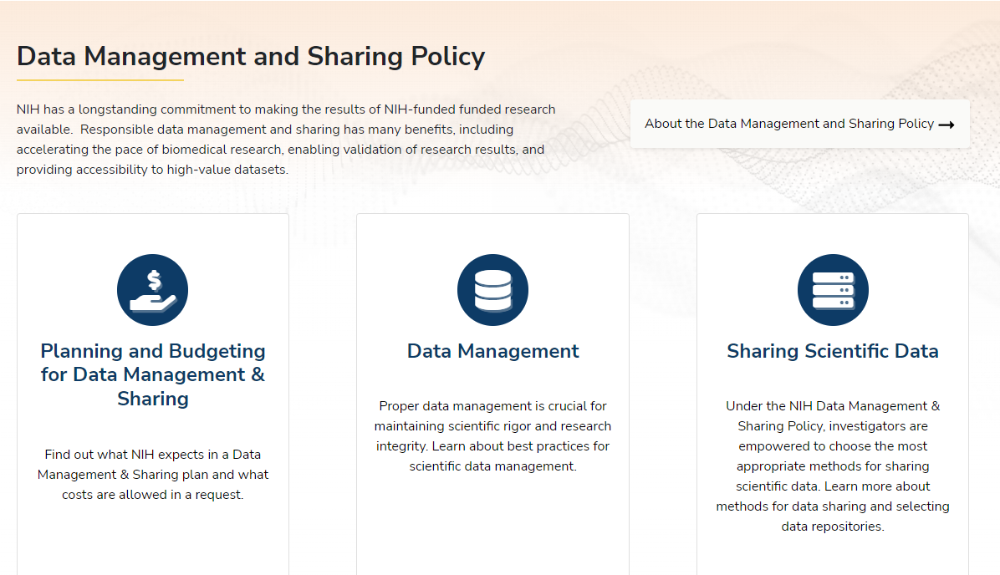 Data Management and Sharing Policy
NIH has a longstanding commitment to making the results of NIH-funded funded research
available.  Responsible data management and sharing has many benefits, including
accelerating the pace of biomedical research, enabling validation of research results, and
providing accessibility to high-value datasets.
About the Data Management and Sharing Policy
Planning and Budgeting
for Data Management &
Sharing
Find out what NIH expects in a Data
Management & Sharing plan and what
costs are allowed in a request.
Data Management
Proper data management is crucial for
maintaining scientific rigor and research
integrity. Learn about best practices for
scientific data management.
Sharing Scientific Data
Under the NIH Data Management &
Sharing Policy, investigators are
empowered to choose the most
appropriate methods for sharing
scientific data. Learn more about
methods for data sharing and selecting
data repositories.